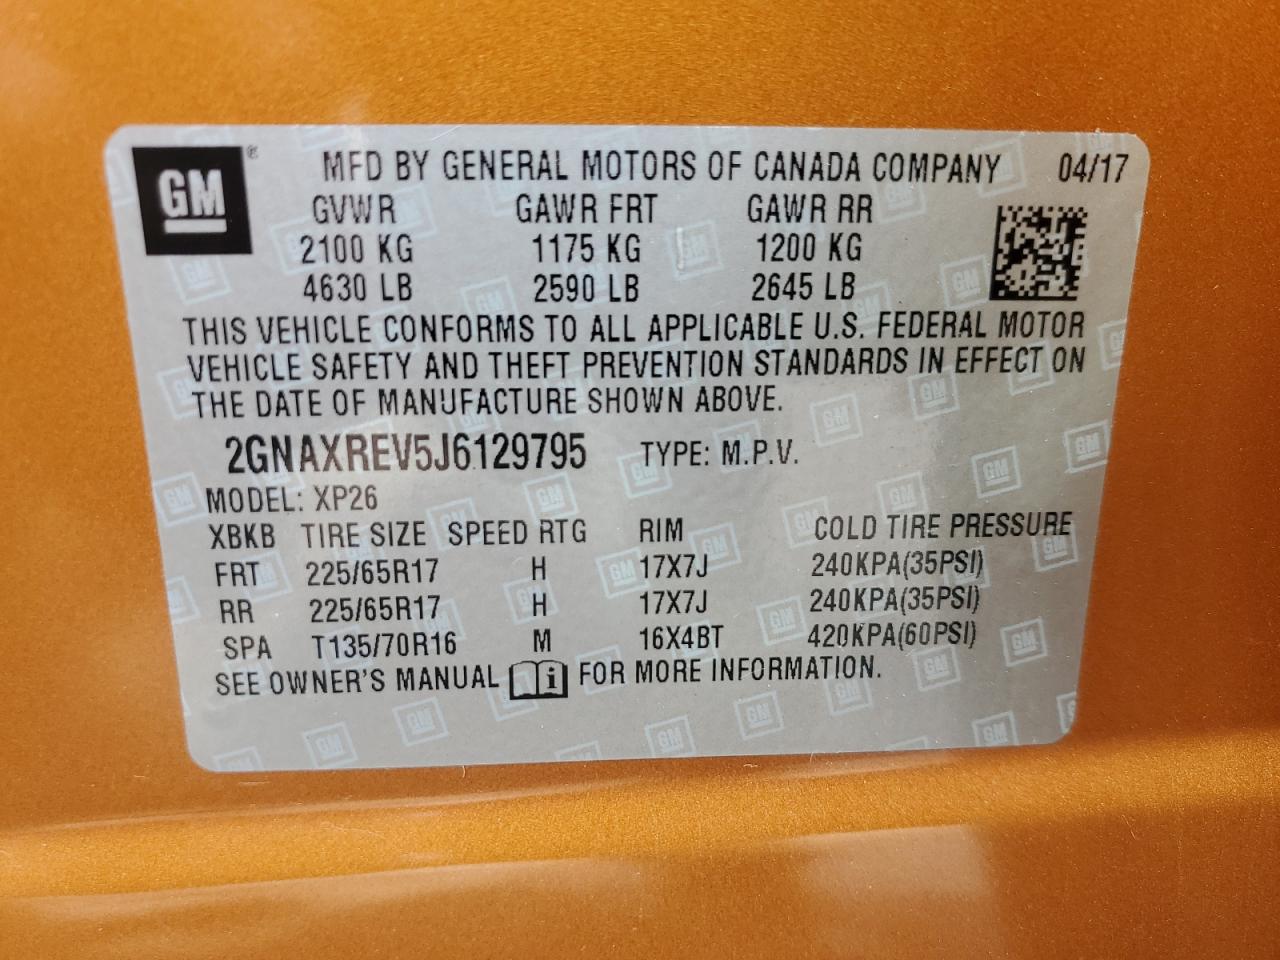 GM ® MFD BY GENERAL MOTORS OF CANADA COMPANY 04/17
GVWR GAWR FRT GAWR RR
2100 KG 1175 KG 1200 KG
4630 LB 2590 LB 2645 LB
THIS VEHICLE CONFORMS TO ALL APPLICABLE U.S. FEDERAL MOTOR
VEHICLE SAFETY AND THEFT PREVENTION STANDARDS IN EFFECT ON
THE DATE OF MANUFACTURE SHOWN ABOVE.
2GNAXREV5J6129795 TYPE: M.P.V.
MODEL: XP26
XBKB TIRE SIZE SPEED RTG RIM COLD TIRE PRESSURE
FRT 225/65R17 H 17X7J 240KPA(35PSI)
RR 225/65R17 H 17X7J 240KPA(35PSI)
SPA T135/70R16 M 16X4BT 420KPA(60PSI)
SEE OWNER'S MANUAL i FOR MORE INFORMATION.